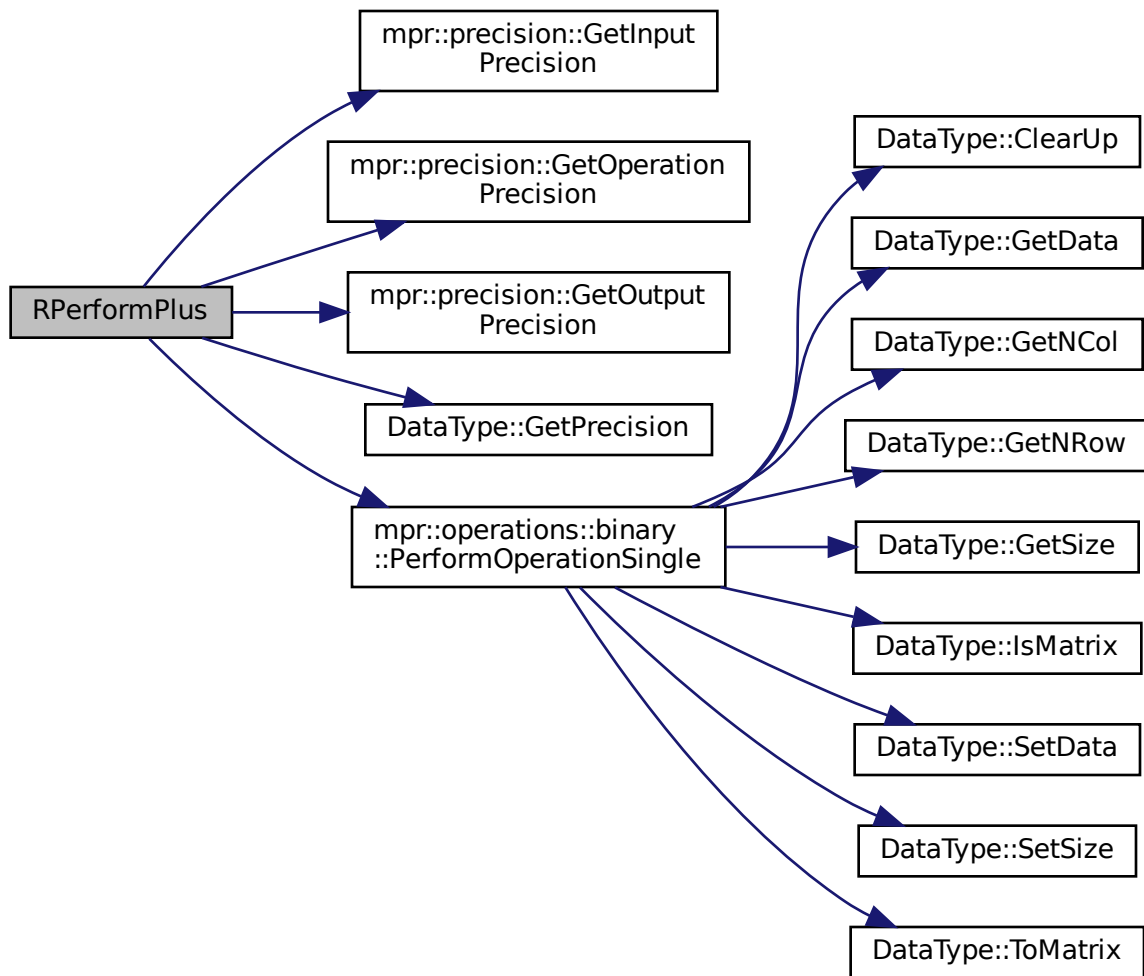 mpr::precision::GetInput
Precision
mpr::precision::GetOperation
Precision
RPerformPlus
mpr::precision::GetOutput
Precision
DataType::GetPrecision
mpr::operations::binary
::PerformOperationSingle
DataType::ClearUp
DataType::GetData
DataType::GetNCol
DataType::GetNRow
DataType::GetSize
DataType::IsMatrix
DataType::SetData
DataType::SetSize
DataType::ToMatrix